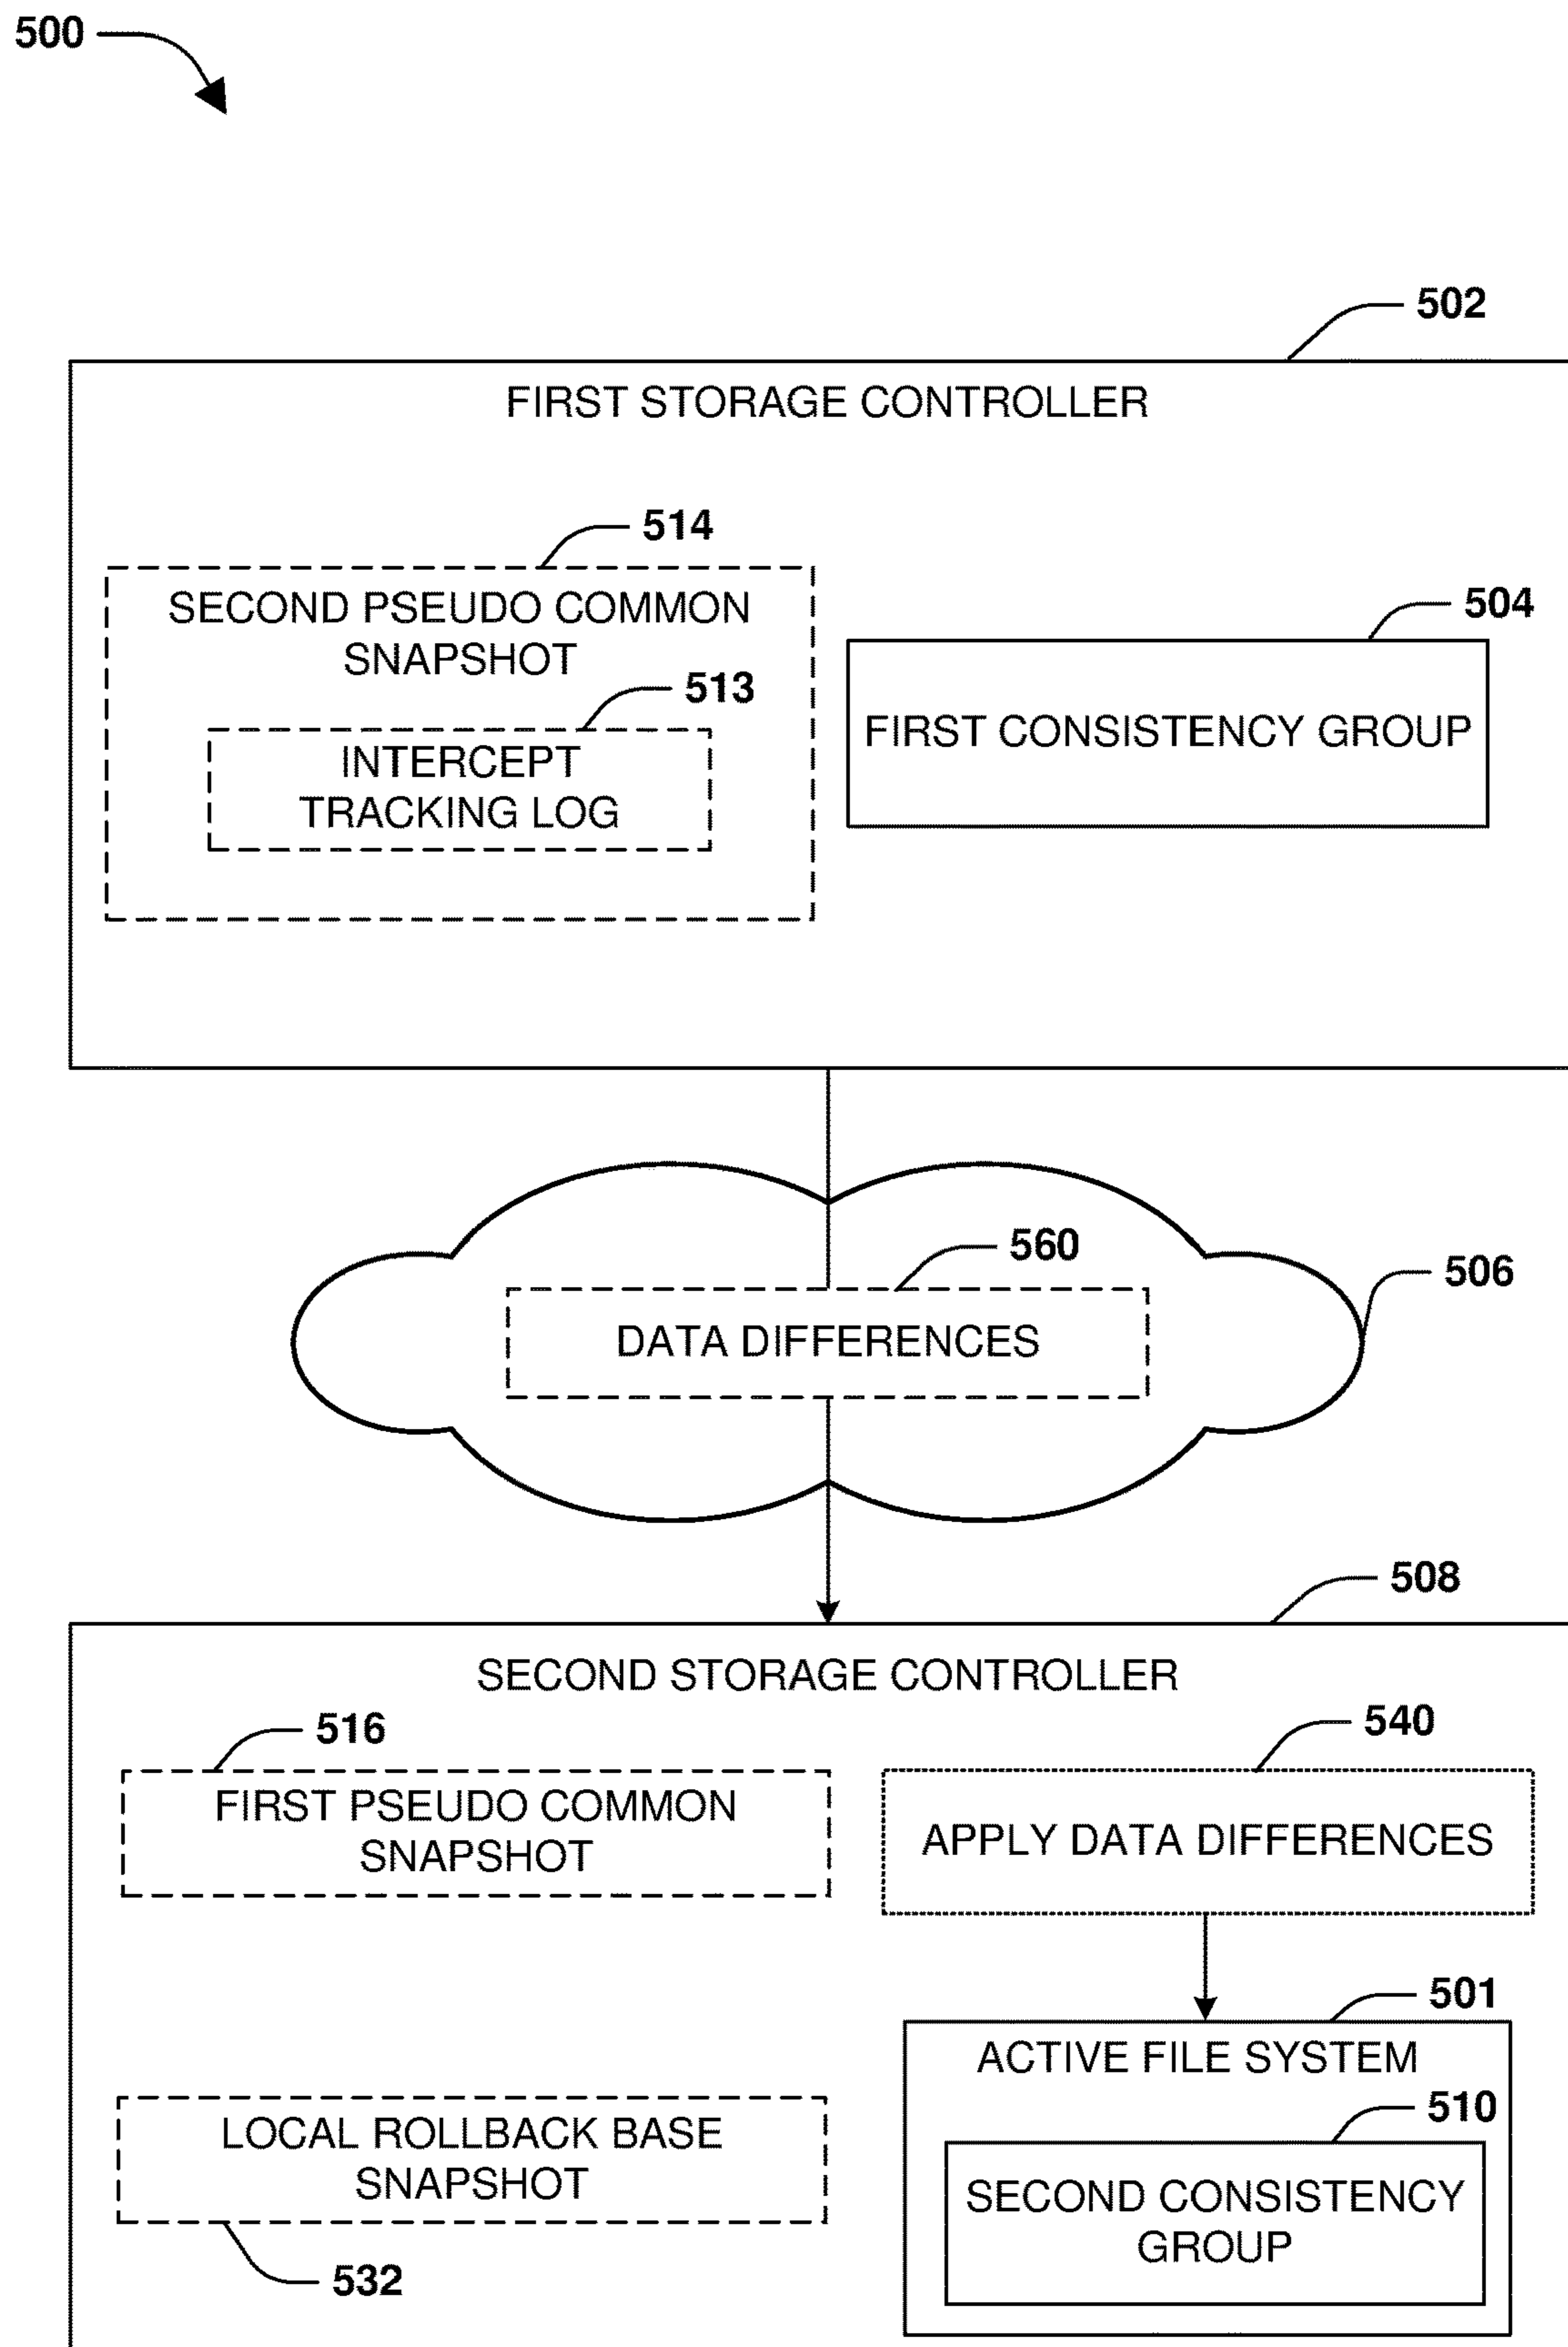 500
502
FIRST STORAGE CONTROLLER
514
SECOND PSEUDO COMMON
SNAPSHOT
513
INTERCEPT
TRACKING LOG
504
FIRST CONSISTENCY GROUP
560
DATA DIFFERENCES
506
508
SECOND STORAGE CONTROLLER
516
FIRST PSEUDO COMMON
SNAPSHOT
540
APPLY DATA DIFFERENCES
501
ACTIVE FILE SYSTEM
510
SECOND CONSISTENCY
GROUP
LOCAL ROLLBACK BASE
SNAPSHOT
532